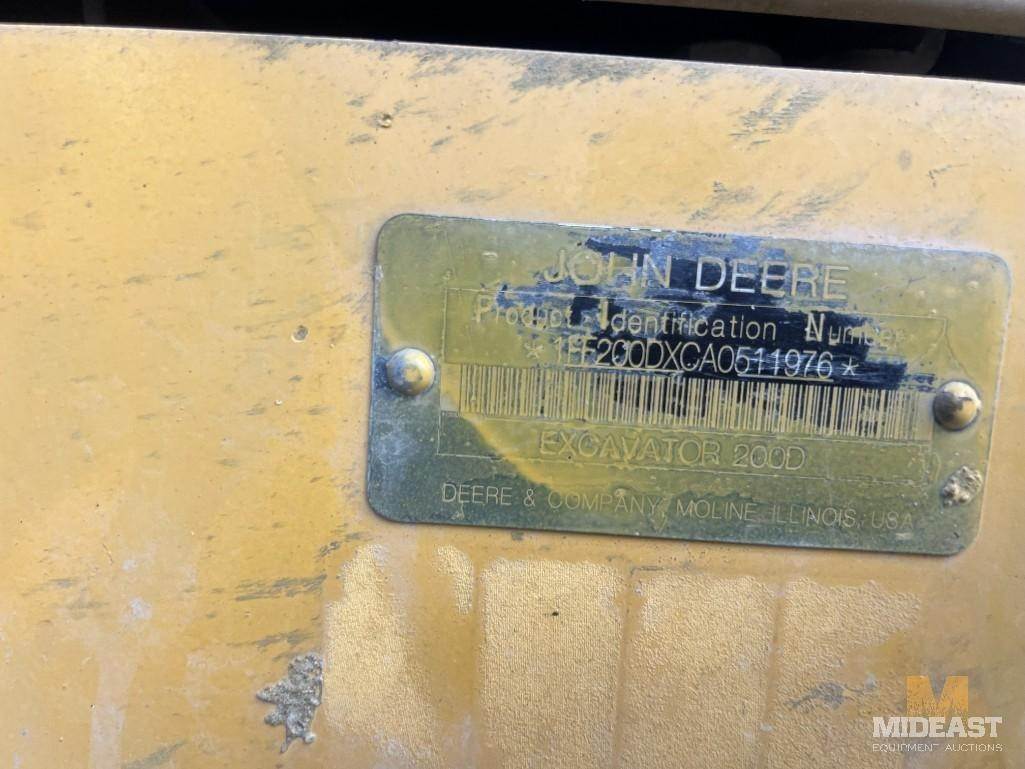 JOHN DEERE
Product Identification Number
*1FF200DXCA0511976*
EXCAVATOR 200D
DEERE & COMPANY, MOLINE ILLINOIS, USA
M
MIDEAST
EQUIPMENT AUCTIONS